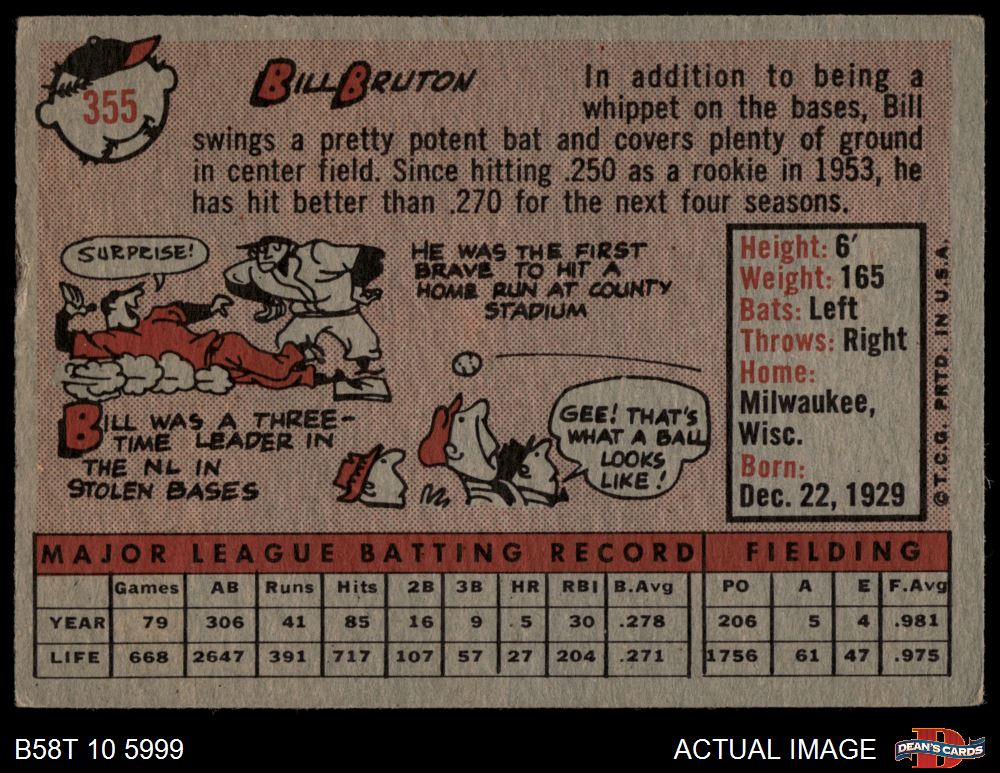 355
BILL BRUTON
In addition to being a
whippet on the bases, Bill
swings a pretty potent bat and covers plenty of ground
in center field. Since hitting .250 as a rookie in 1953, he
has hit better than .270 for the next four seasons.
SURPRISE!
HE WAS THE FIRST
BRAVE TO HIT A
HOME RUN AT COUNTY
STADIUM
BILL WAS A THREE-
TIME LEADER IN
THE NL IN
STOLEN BASES
GEE! THAT'S
WHAT A BALL
LOOKS
LIKE!
Height: 6'
Weight: 165
Bats: Left
Throws: Right
Home:
Milwaukee,
Wisc.
Born:
Dec. 22, 1929
© T.C.G. PRTD. IN U.S.A.
MAJOR LEAGUE BATTING RECORD FIELDING
Games AB Runs Hits 2B 3B HR RBI B.Avg PO A E F.Avg
YEAR 79 306 41 85 16 9 5 30 .278 206 5 4 .981
LIFE 668 2647 391 717 107 57 27 204 .271 1756 61 47 .975
B58T 10 5999
ACTUAL IMAGE
D
DEAN'S CARDS